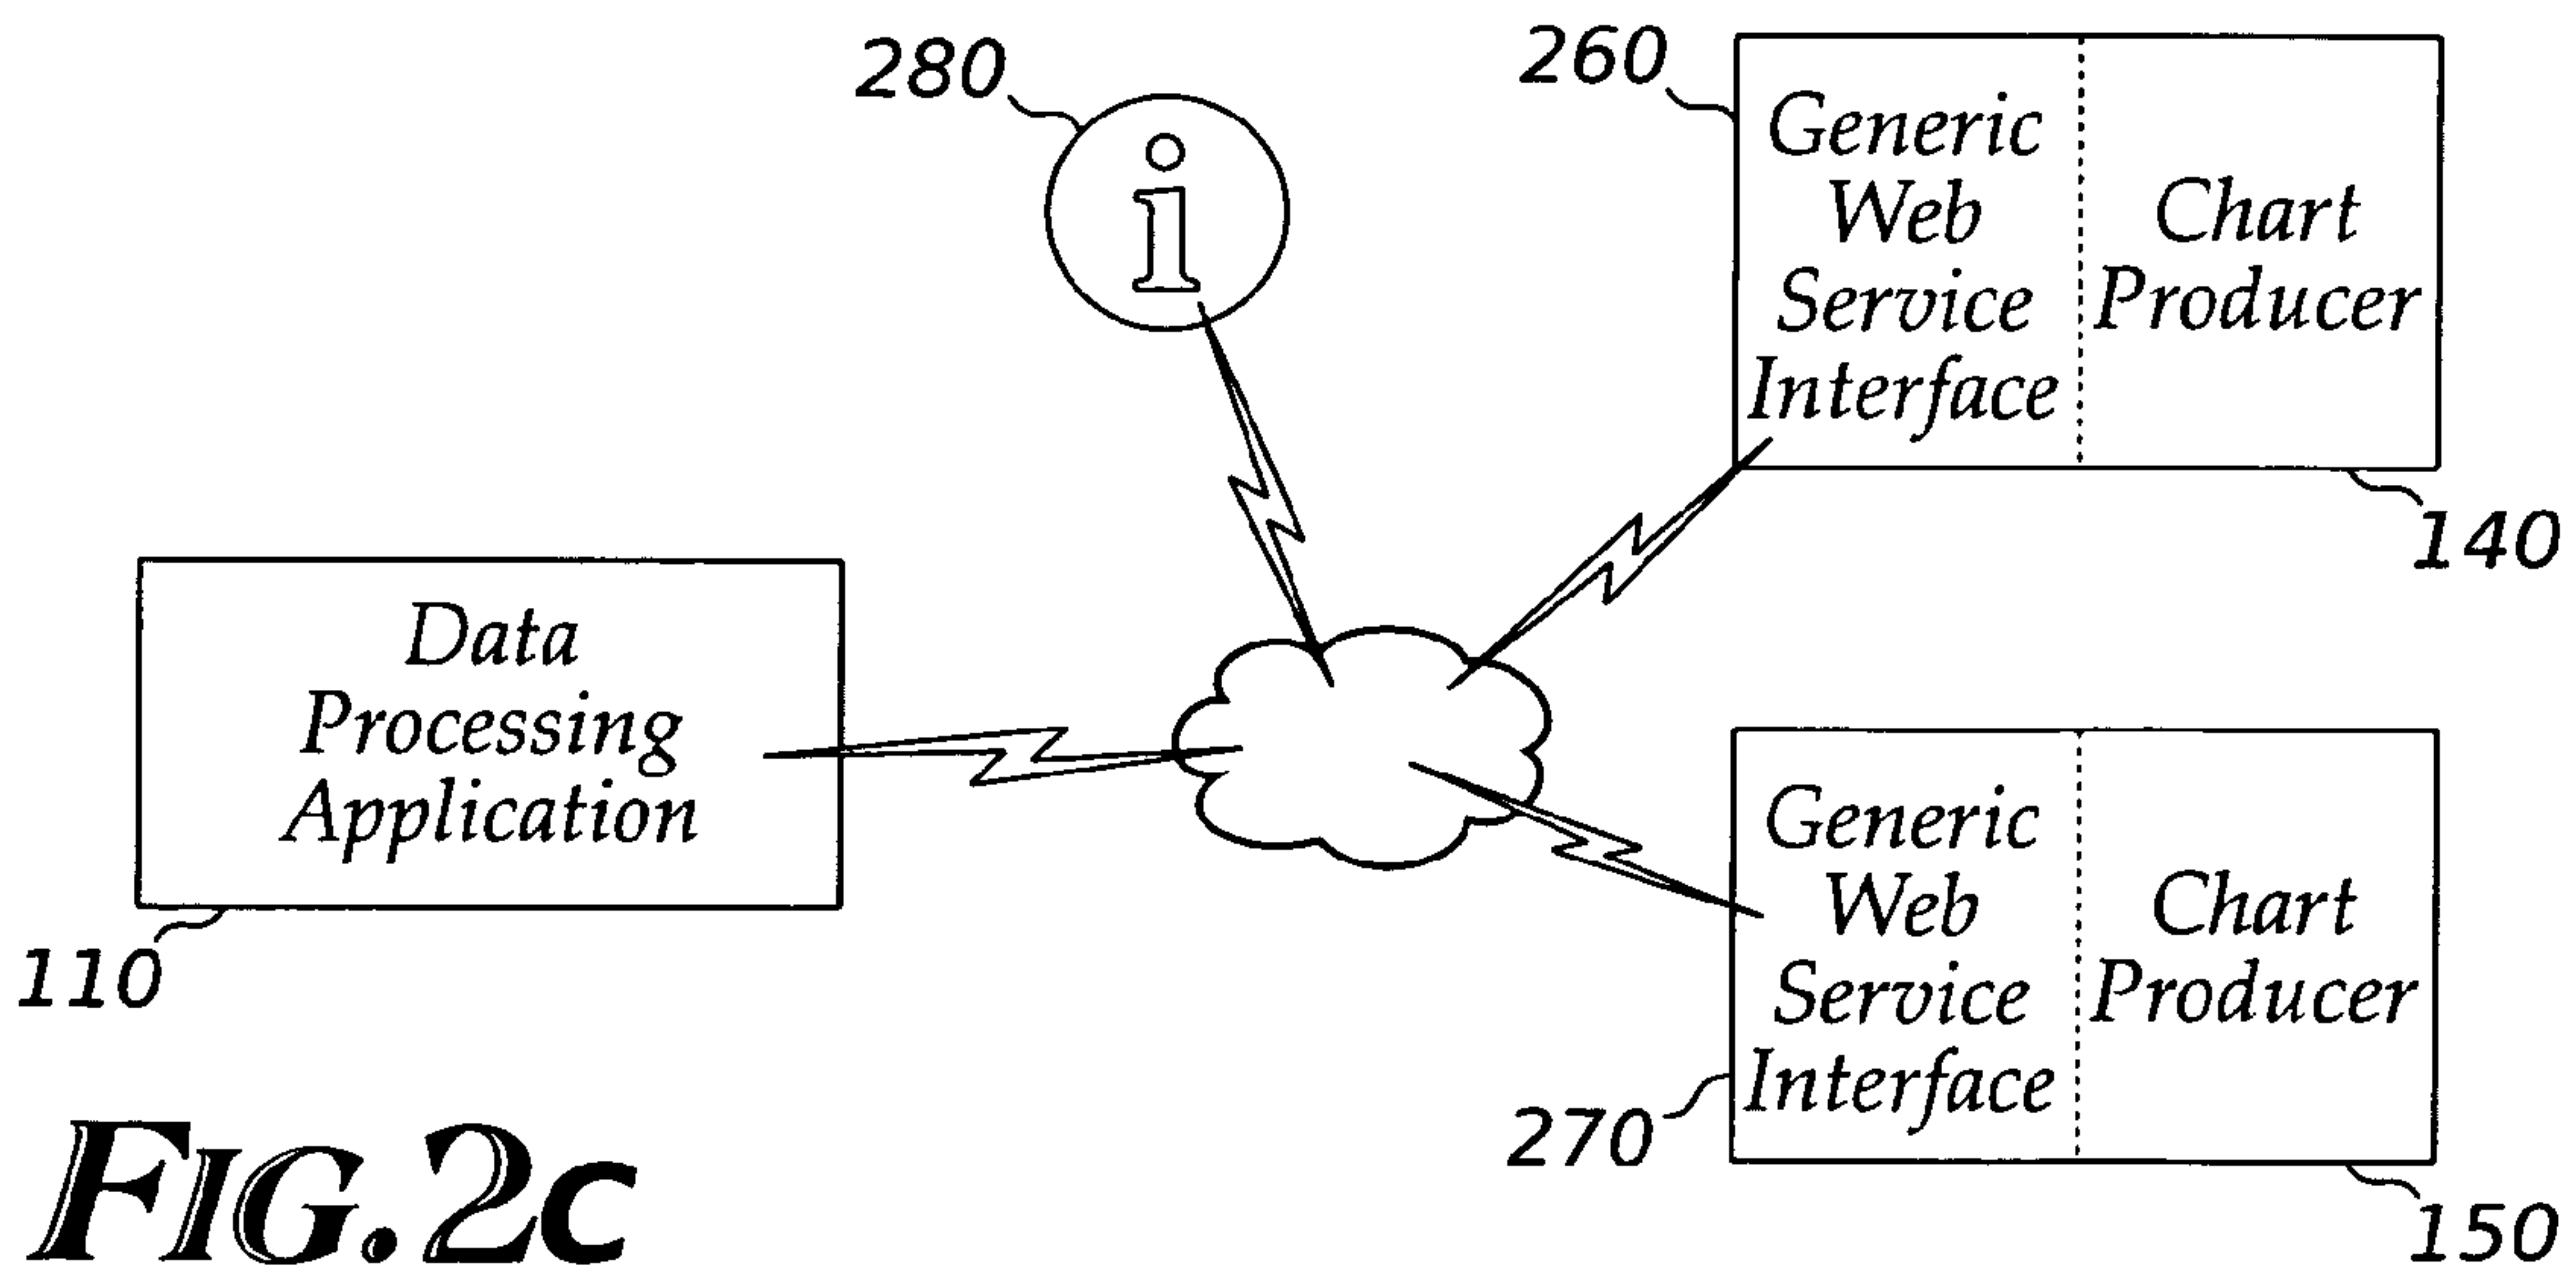 280
i
260
Generic
Web
Service
Interface
Chart
Producer
140
Data
Processing
Application
110
Generic
Web
Service
Interface
Chart
Producer
270
150
FIG.2c